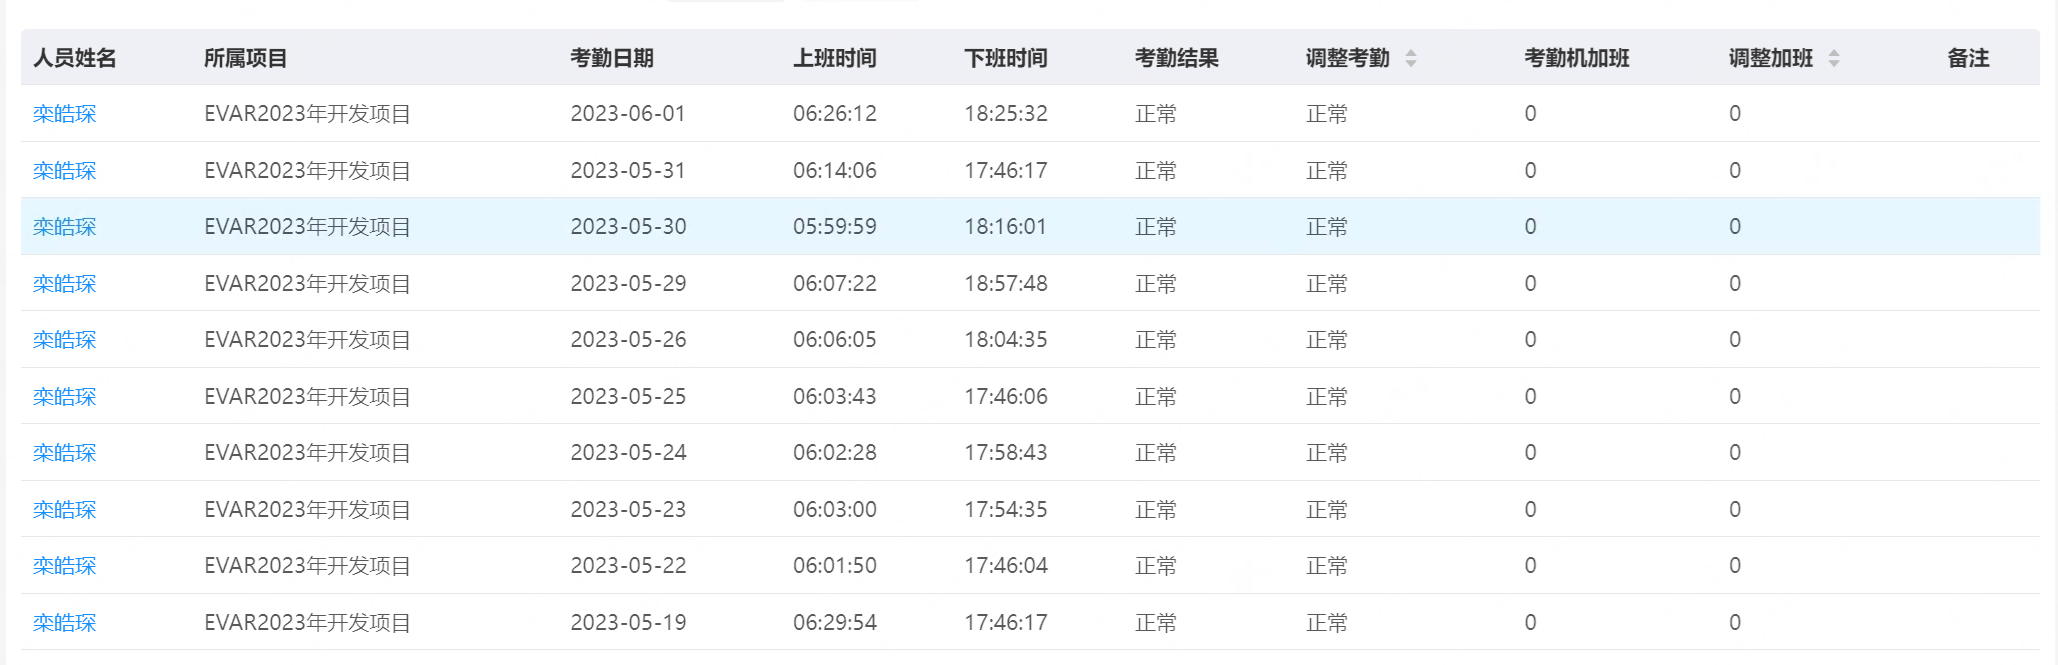 人员姓名 所属项目 考勤日期 上班时间 下班时间 考勤结果 调整考勤 考勤机加班 调整加班 备注
栾皓琛 EVAR2023年开发项目 2023-06-01 06:26:12 18:25:32 正常 正常 0 0
栾皓琛 EVAR2023年开发项目 2023-05-31 06:14:06 17:46:17 正常 正常 0 0
栾皓琛 EVAR2023年开发项目 2023-05-30 05:59:59 18:16:01 正常 正常 0 0
栾皓琛 EVAR2023年开发项目 2023-05-29 06:07:22 18:57:48 正常 正常 0 0
栾皓琛 EVAR2023年开发项目 2023-05-26 06:06:05 18:04:35 正常 正常 0 0
栾皓琛 EVAR2023年开发项目 2023-05-25 06:03:43 17:46:06 正常 正常 0 0
栾皓琛 EVAR2023年开发项目 2023-05-24 06:02:28 17:58:43 正常 正常 0 0
栾皓琛 EVAR2023年开发项目 2023-05-23 06:03:00 17:54:35 正常 正常 0 0
栾皓琛 EVAR2023年开发项目 2023-05-22 06:01:50 17:46:04 正常 正常 0 0
栾皓琛 EVAR2023年开发项目 2023-05-19 06:29:54 17:46:17 正常 正常 0 0